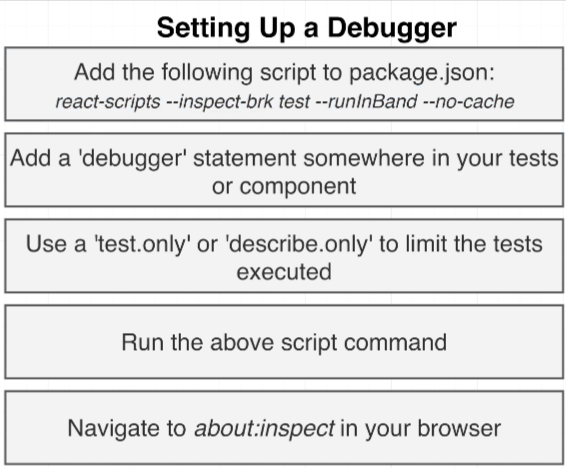 Setting Up a Debugger
Add the following script to package.json:
react-scripts --inspect-brk test --runInBand --no-cache
Add a 'debugger' statement somewhere in your tests
or component
Use a 'test.only' or 'describe.only' to limit the tests
executed
Run the above script command
Navigate to about:inspect in your browser